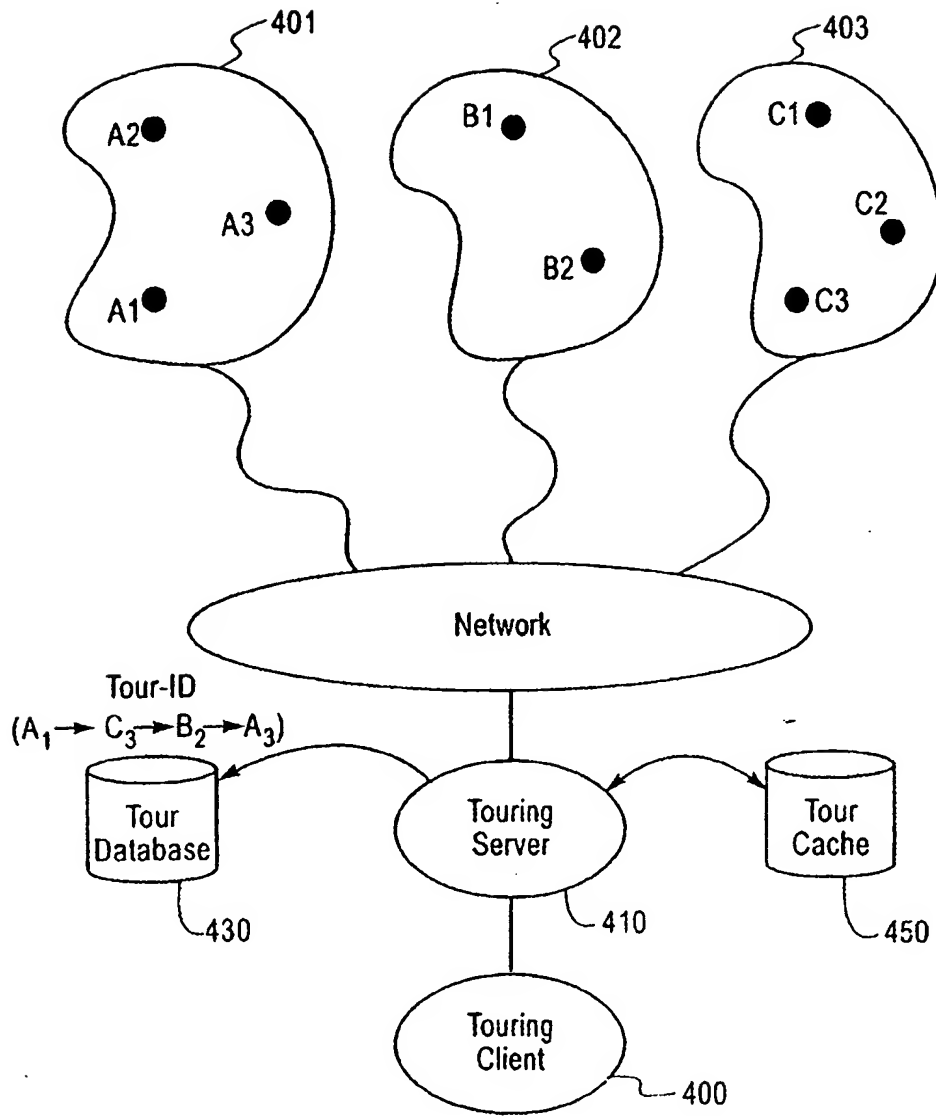 401
402
403
A2
B1
C1
A3
C2
B2
A1
C3
Network
Tour-ID
(A₁→ C₃→B₂→A₃)
Tour
Database
Touring
Server
Tour
Cache
430
410
450
Touring
Client
400